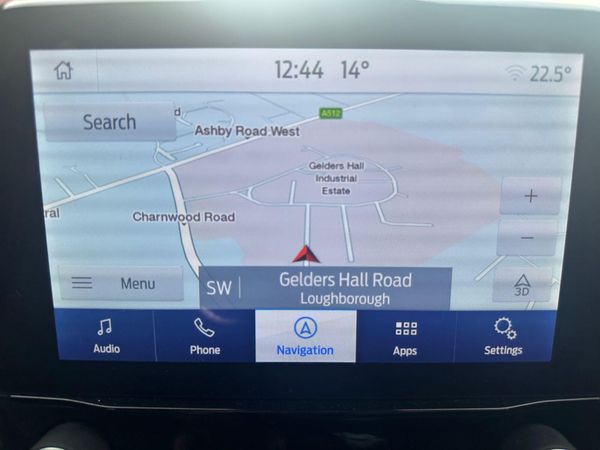 12:44 14° 22.5°
Search
d
A512
Ashby Road West
Gelders Hall
Industrial
Estate
ral
Charnwood Road
Menu
SW
Gelders Hall Road
Loughborough
+
−
3D
Audio
Phone
Navigation
Apps
Settings